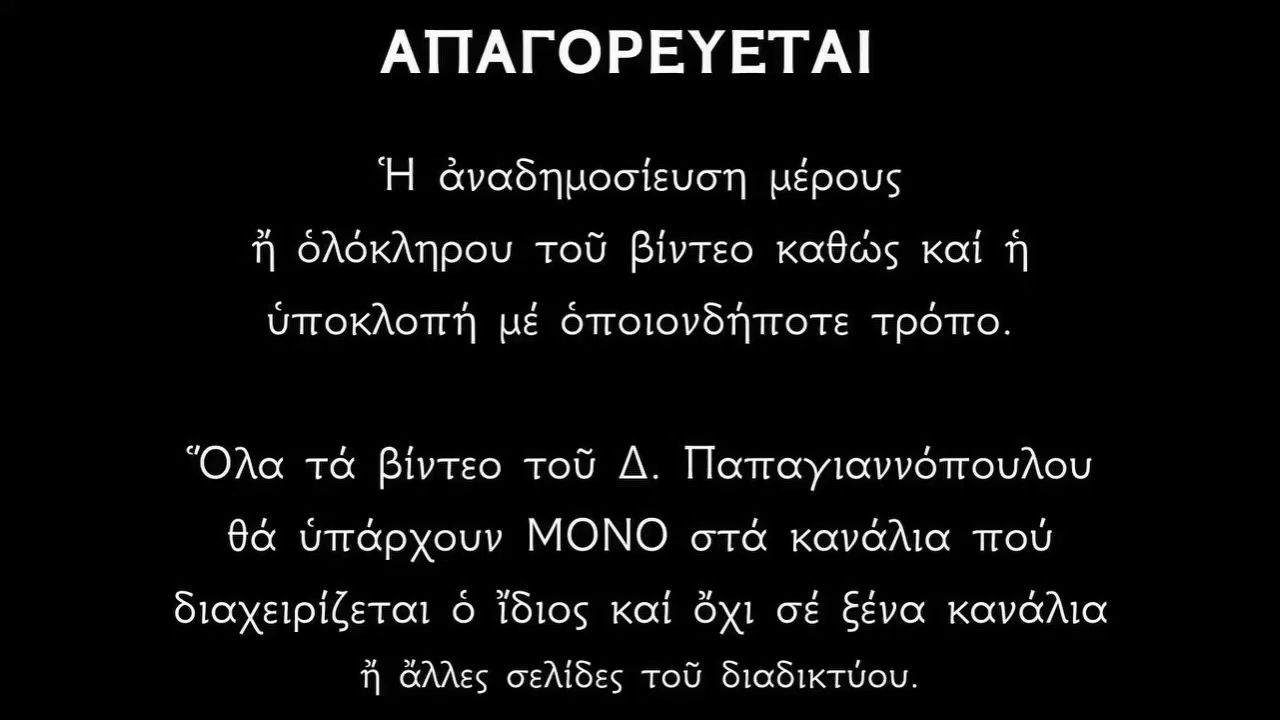 ΑΠΑΓΟΡΕΥΕΤΑΙ
Ἡ ἀναδημοσίευση μέρους
ἤ ὁλόκληρου τοῦ βίντεο καθώς καί ἡ
ὑποκλοπή μέ ὁποιονδήποτε τρόπο.
Ὅλα τά βίντεο τοῦ Δ. Παπαγιαννόπουλου
θά ὑπάρχουν ΜΟΝΟ στά κανάλια πού
διαχειρίζεται ὁ ἴδιος καί ὄχι σέ ξένα κανάλια
ἤ ἄλλες σελίδες τοῦ διαδικτύου.